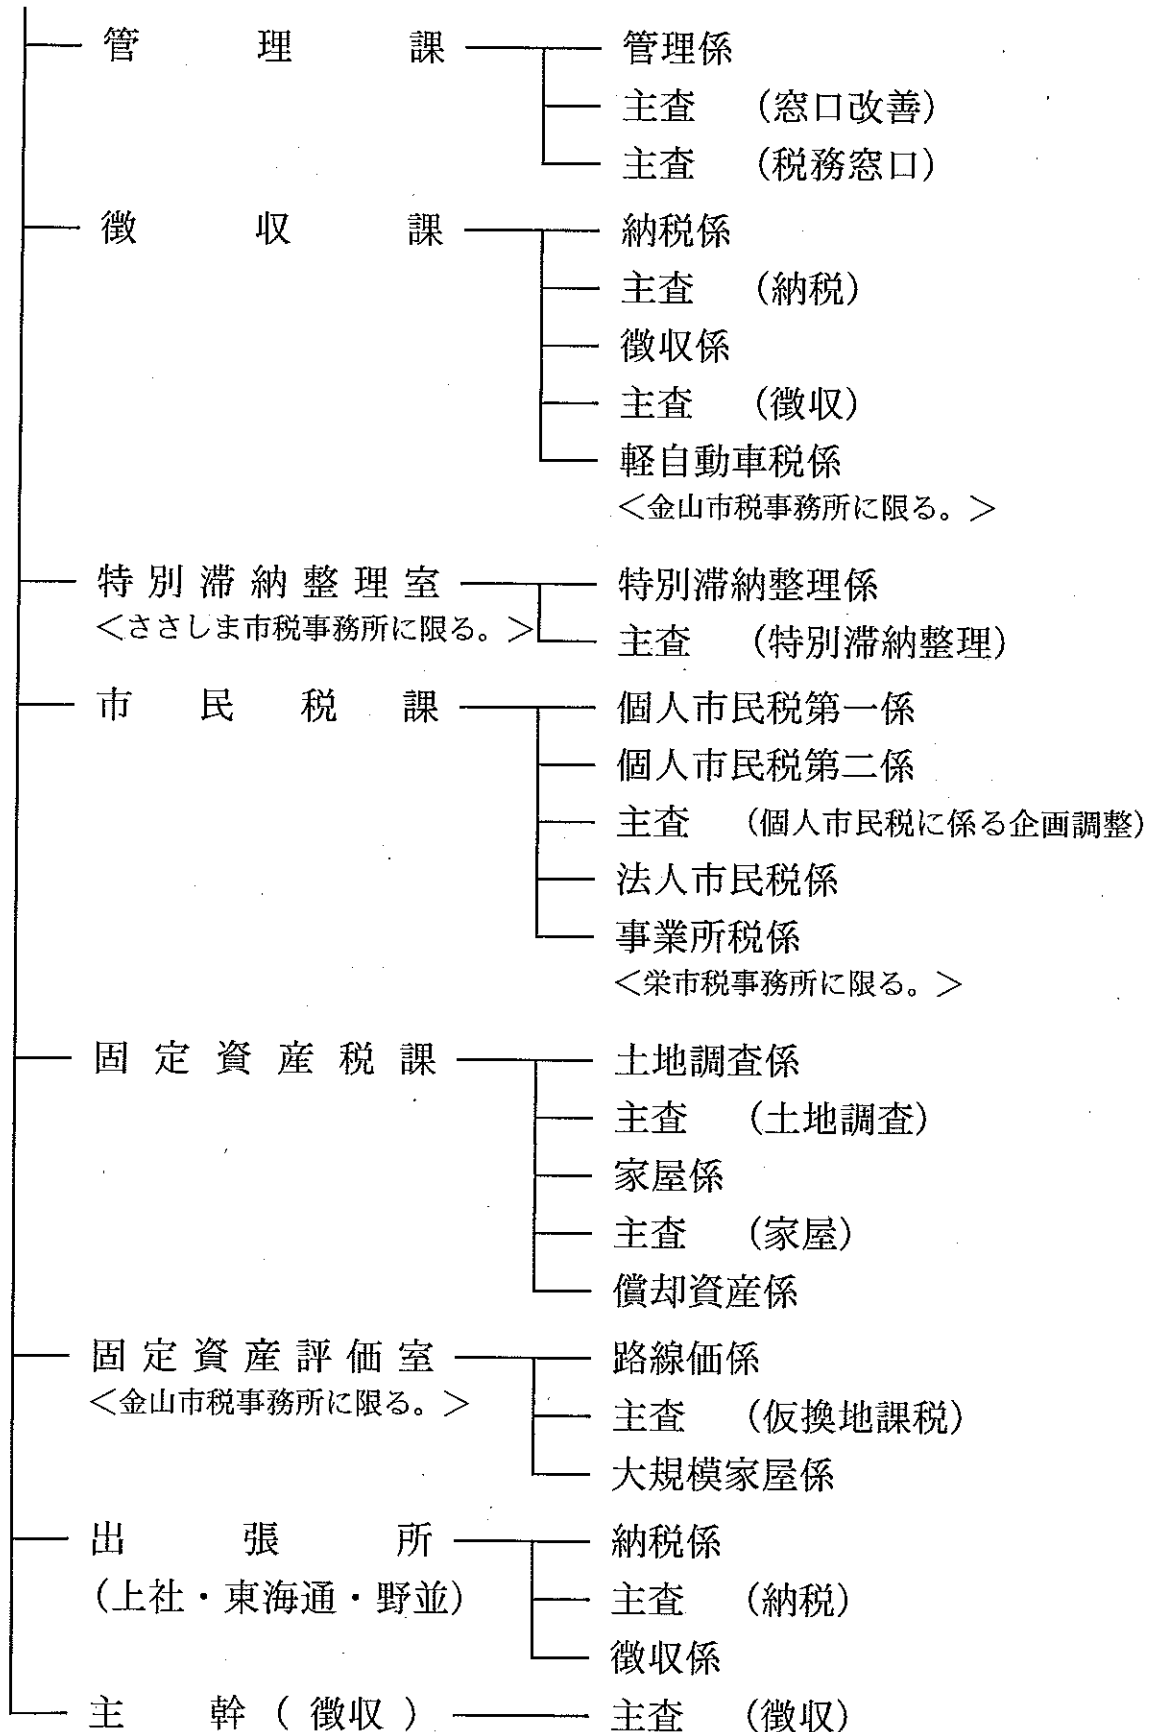 管理課 管理係
主査 (窓口改善)
主査 (税務窓口)
徴収課 納税係
主査 (納税)
徴収係
主査 (徴収)
軽自動車税係
<金山市税事務所に限る。>
特別滞納整理室 特別滞納整理係
<ささしま市税事務所に限る。>
主査 (特別滞納整理)
市民税課 個人市民税第一係
個人市民税第二係
主査 (個人市民税に係る企画調整)
法人市民税係
事業所税係
<栄市税事務所に限る。>
固定資産税課 土地調査係
主査 (土地調査)
家屋係
主査 (家屋)
償却資産係
固定資産評価室 路線価係
<金山市税事務所に限る。>
主査 (仮換地課税)
大規模家屋係
出張所 納税係
(上社・東海通・野並) 主査 (納税)
徴収係
主幹(徴収) 主査 (徴収)